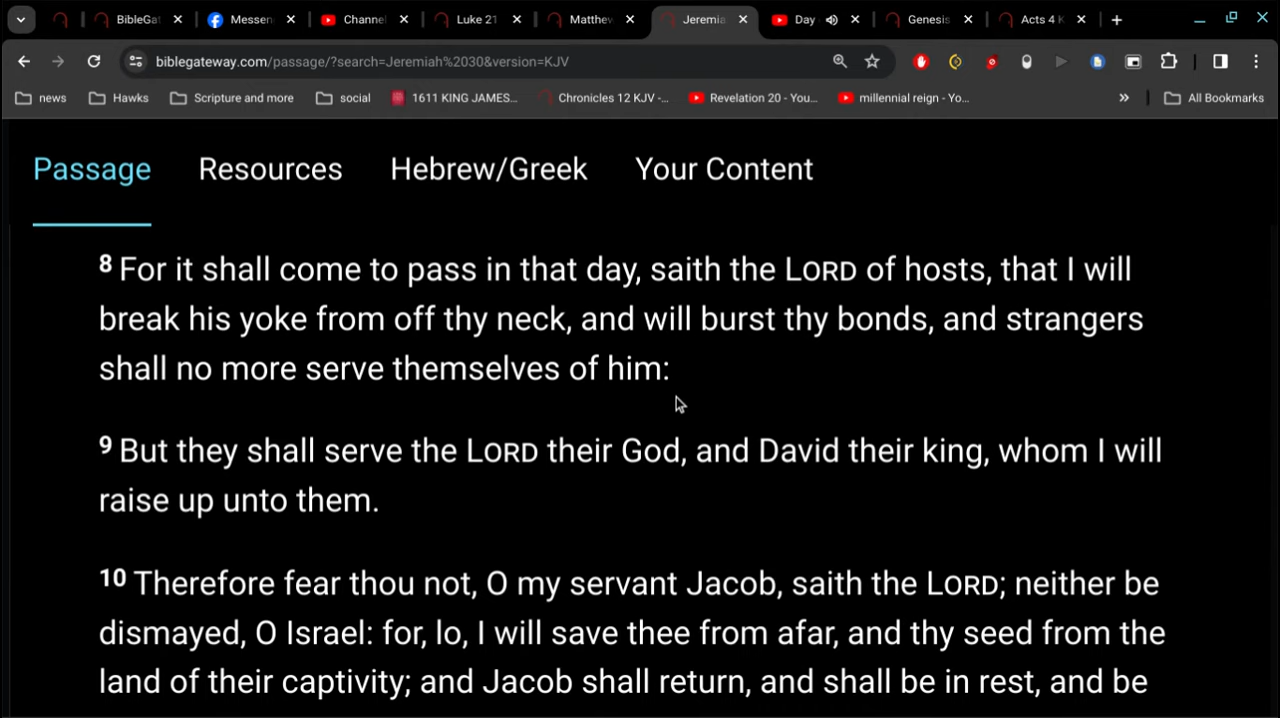 BibleGat
Messen
Channel
Luke 21
Matthew
Jeremia
Day
Genesis
Acts 4 K
biblegateway.com/passage/?search=Jeremiah%2030&version=KJV
news
Hawks
Scripture and more
social
1611 KING JAMES...
Chronicles 12 KJV -...
Revelation 20 - You...
millennial reign - Yo...
»
All Bookmarks
Passage
Resources
Hebrew/Greek
Your Content
8 For it shall come to pass in that day, saith the LORD of hosts, that I will
break his yoke from off thy neck, and will burst thy bonds, and strangers
shall no more serve themselves of him:
9 But they shall serve the LORD their God, and David their king, whom I will
raise up unto them.
10 Therefore fear thou not, O my servant Jacob, saith the LORD; neither be
dismayed, O Israel: for, lo, I will save thee from afar, and thy seed from the
land of their captivity; and Jacob shall return, and shall be in rest, and be